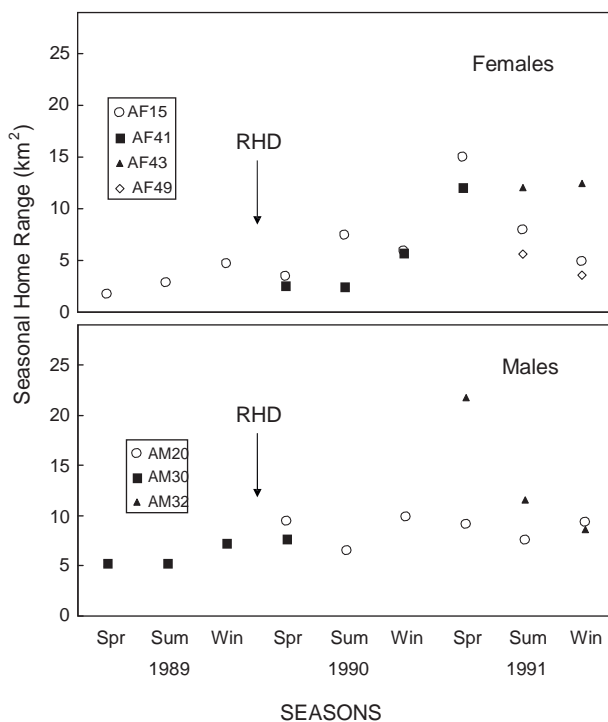 Seasonal Home Range (km²)
25
20
15
10
5
0
Females
AF15
AF41
AF43
AF49
RHD
25
20
15
10
5
0
Males
AM20
AM30
AM32
RHD
Spr Sum Win Spr Sum Win Spr Sum Win
1989 1990 1991
SEASONS